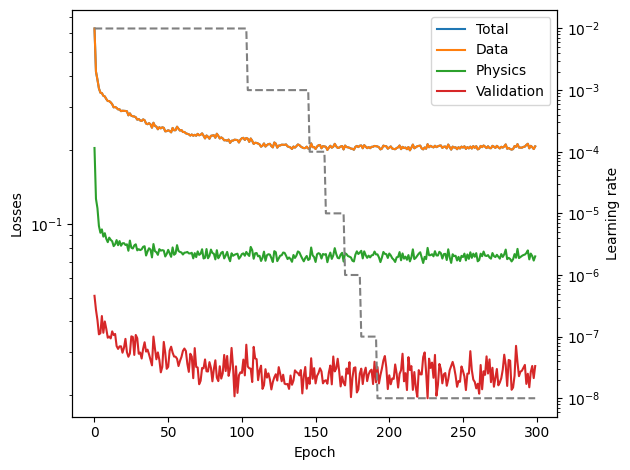 Total
Data
Physics
Validation
Losses
10⁻¹
10⁻²
10⁻³
10⁻⁴
10⁻⁵
10⁻⁶
10⁻⁷
10⁻⁸
Learning rate
0 50 100 150 200 250 300
Epoch